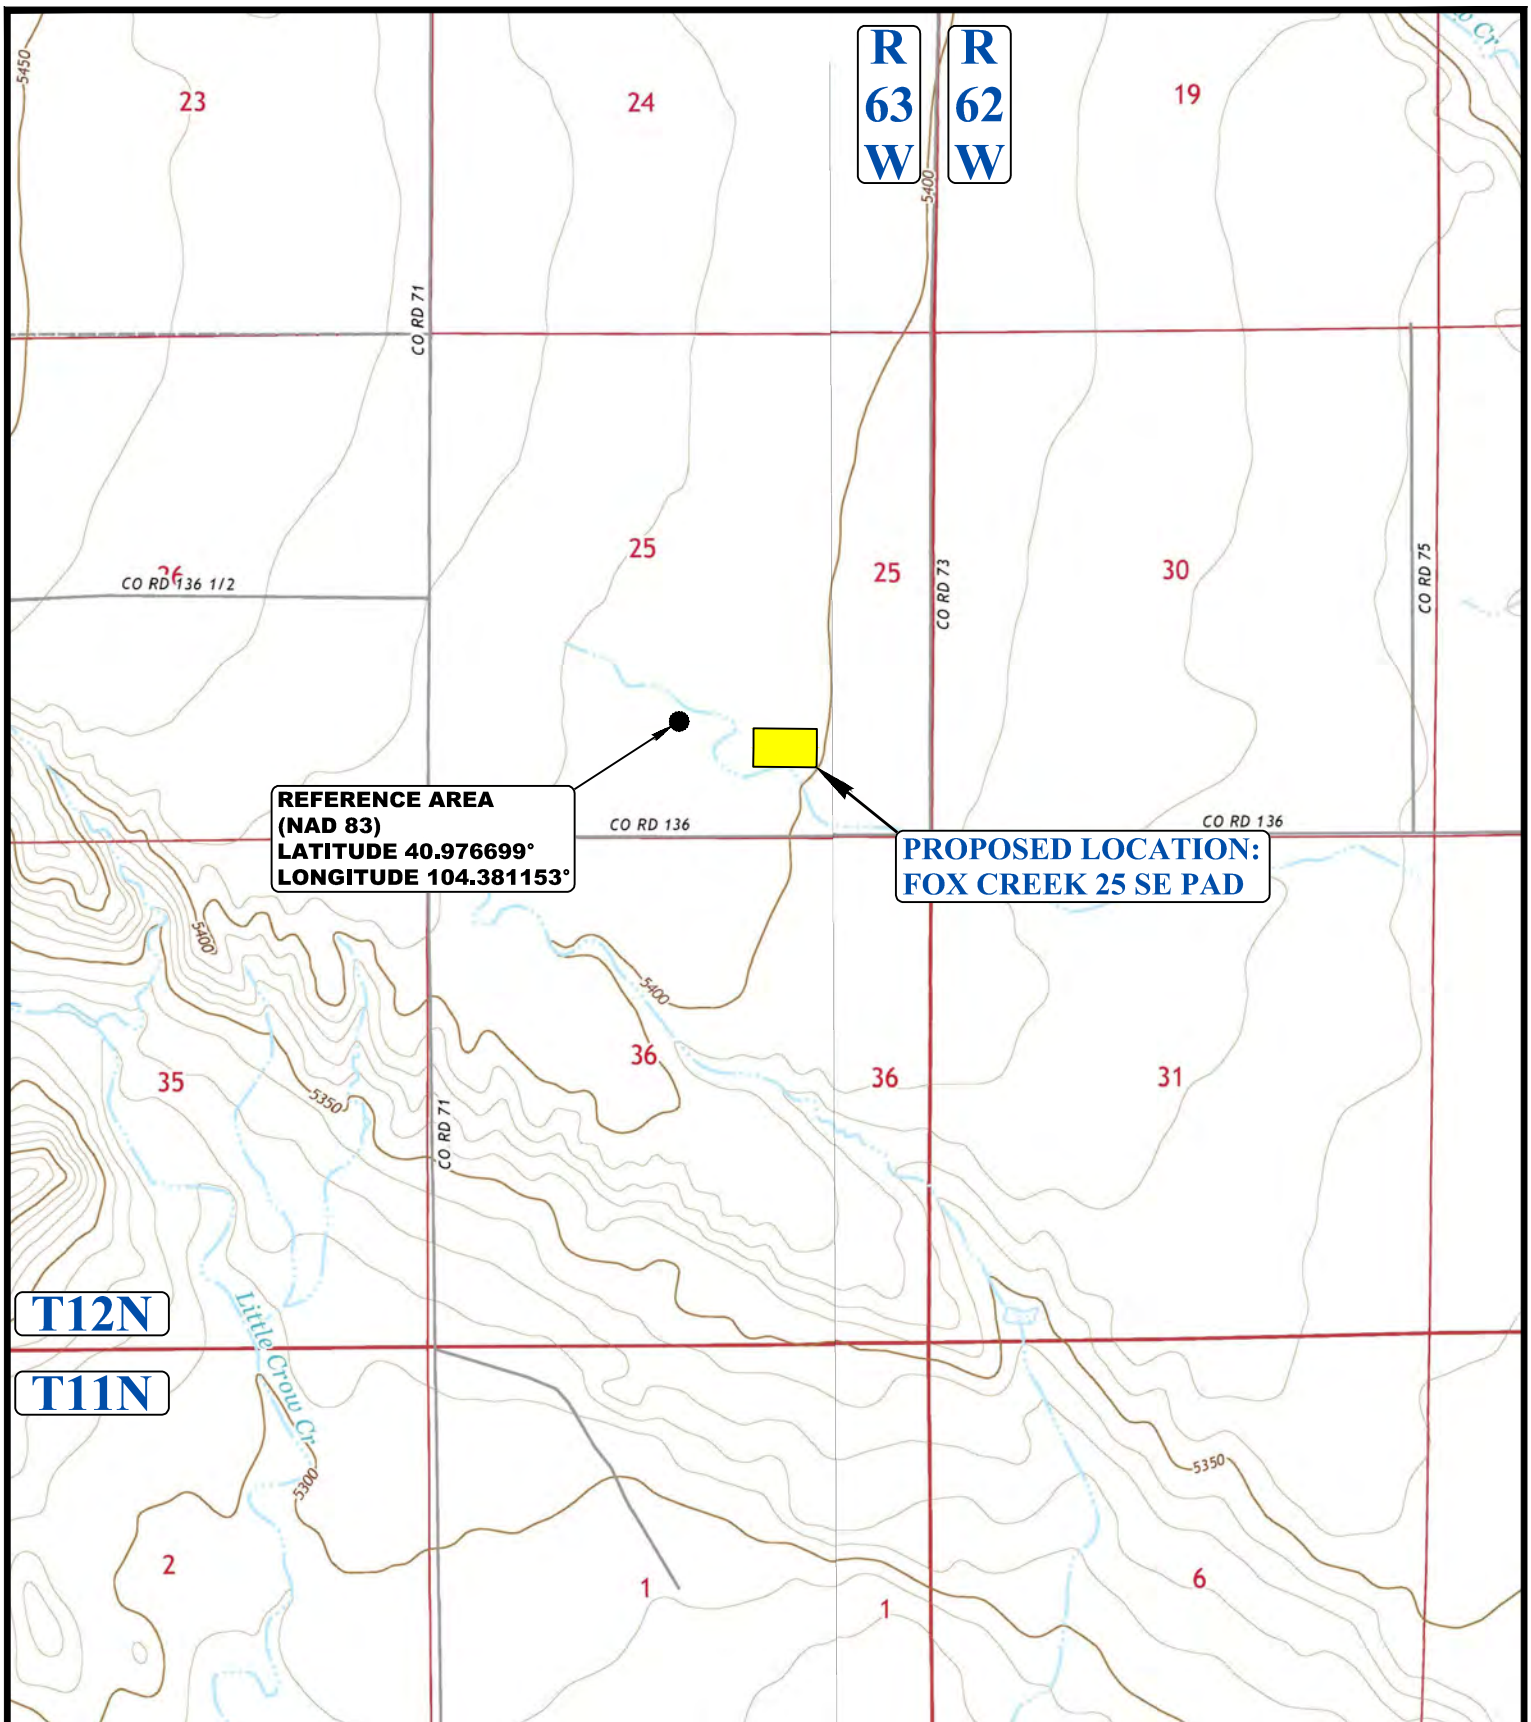 5450
23
24
R
63
W
R
62
W
19
5400
CO RD 71
25
25
30
CO RD 136 1/2
CO RD 73
CO RD 75
REFERENCE AREA
(NAD 83)
LATITUDE 40.976699°
LONGITUDE 104.381153°
CO RD 136
CO RD 136
PROPOSED LOCATION:
FOX CREEK 25 SE PAD
5400
5400
36
36
35
31
5350
CO RD 71
T12N
Little Crow Cr
T11N
5350
5300
2
1
1
6
Cr